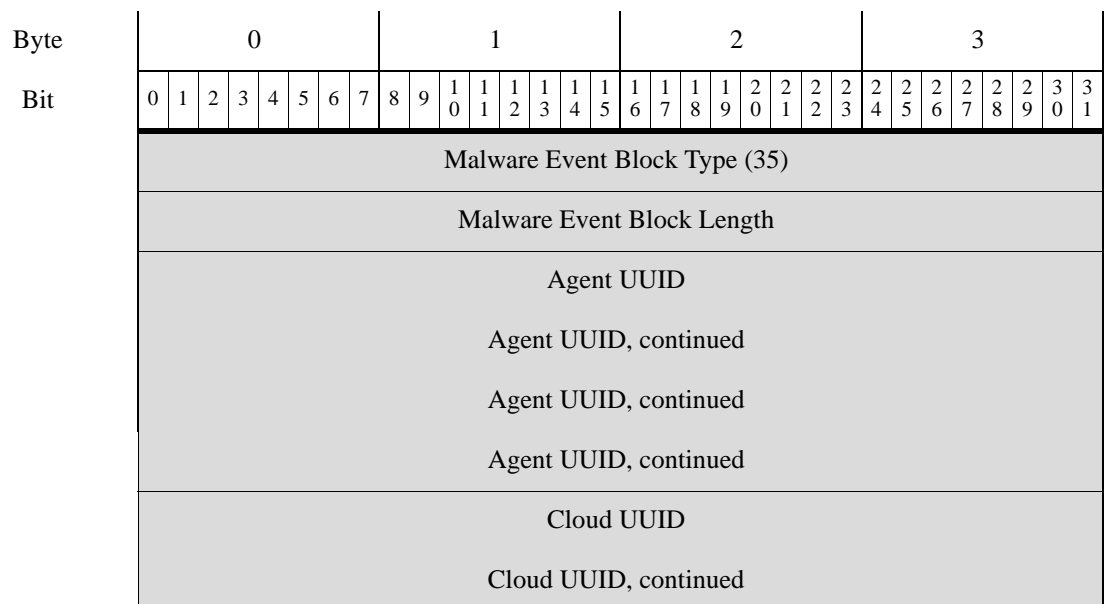 Byte 0 1 2 3
Bit 0 1 2 3 4 5 6 7 8 9 10 11 12 13 14 15 16 17 18 19 20 21 22 23 24 25 26 27 28 29 30 31
Malware Event Block Type (35)
Malware Event Block Length
Agent UUID
Agent UUID, continued
Agent UUID, continued
Agent UUID, continued
Cloud UUID
Cloud UUID, continued